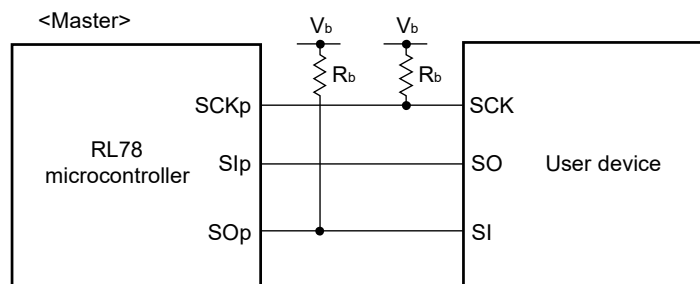 <Master>
Vb Vb
Rb Rb
SCKp SCK
RL78
microcontroller
SIp SO
User device
SOp SI